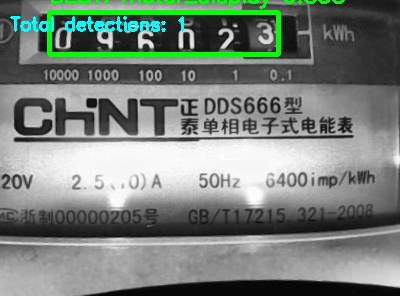 Total detections: 1
0 9 6 0 2 3 kWh
10000 1000 100 10 1 0.1
CHNT 正泰 DDS666型
单相电子式电能表
20V 2.5(10)A 50Hz 6400imp/kWh
MC 浙制00000205号 GB/T17215.321-2008